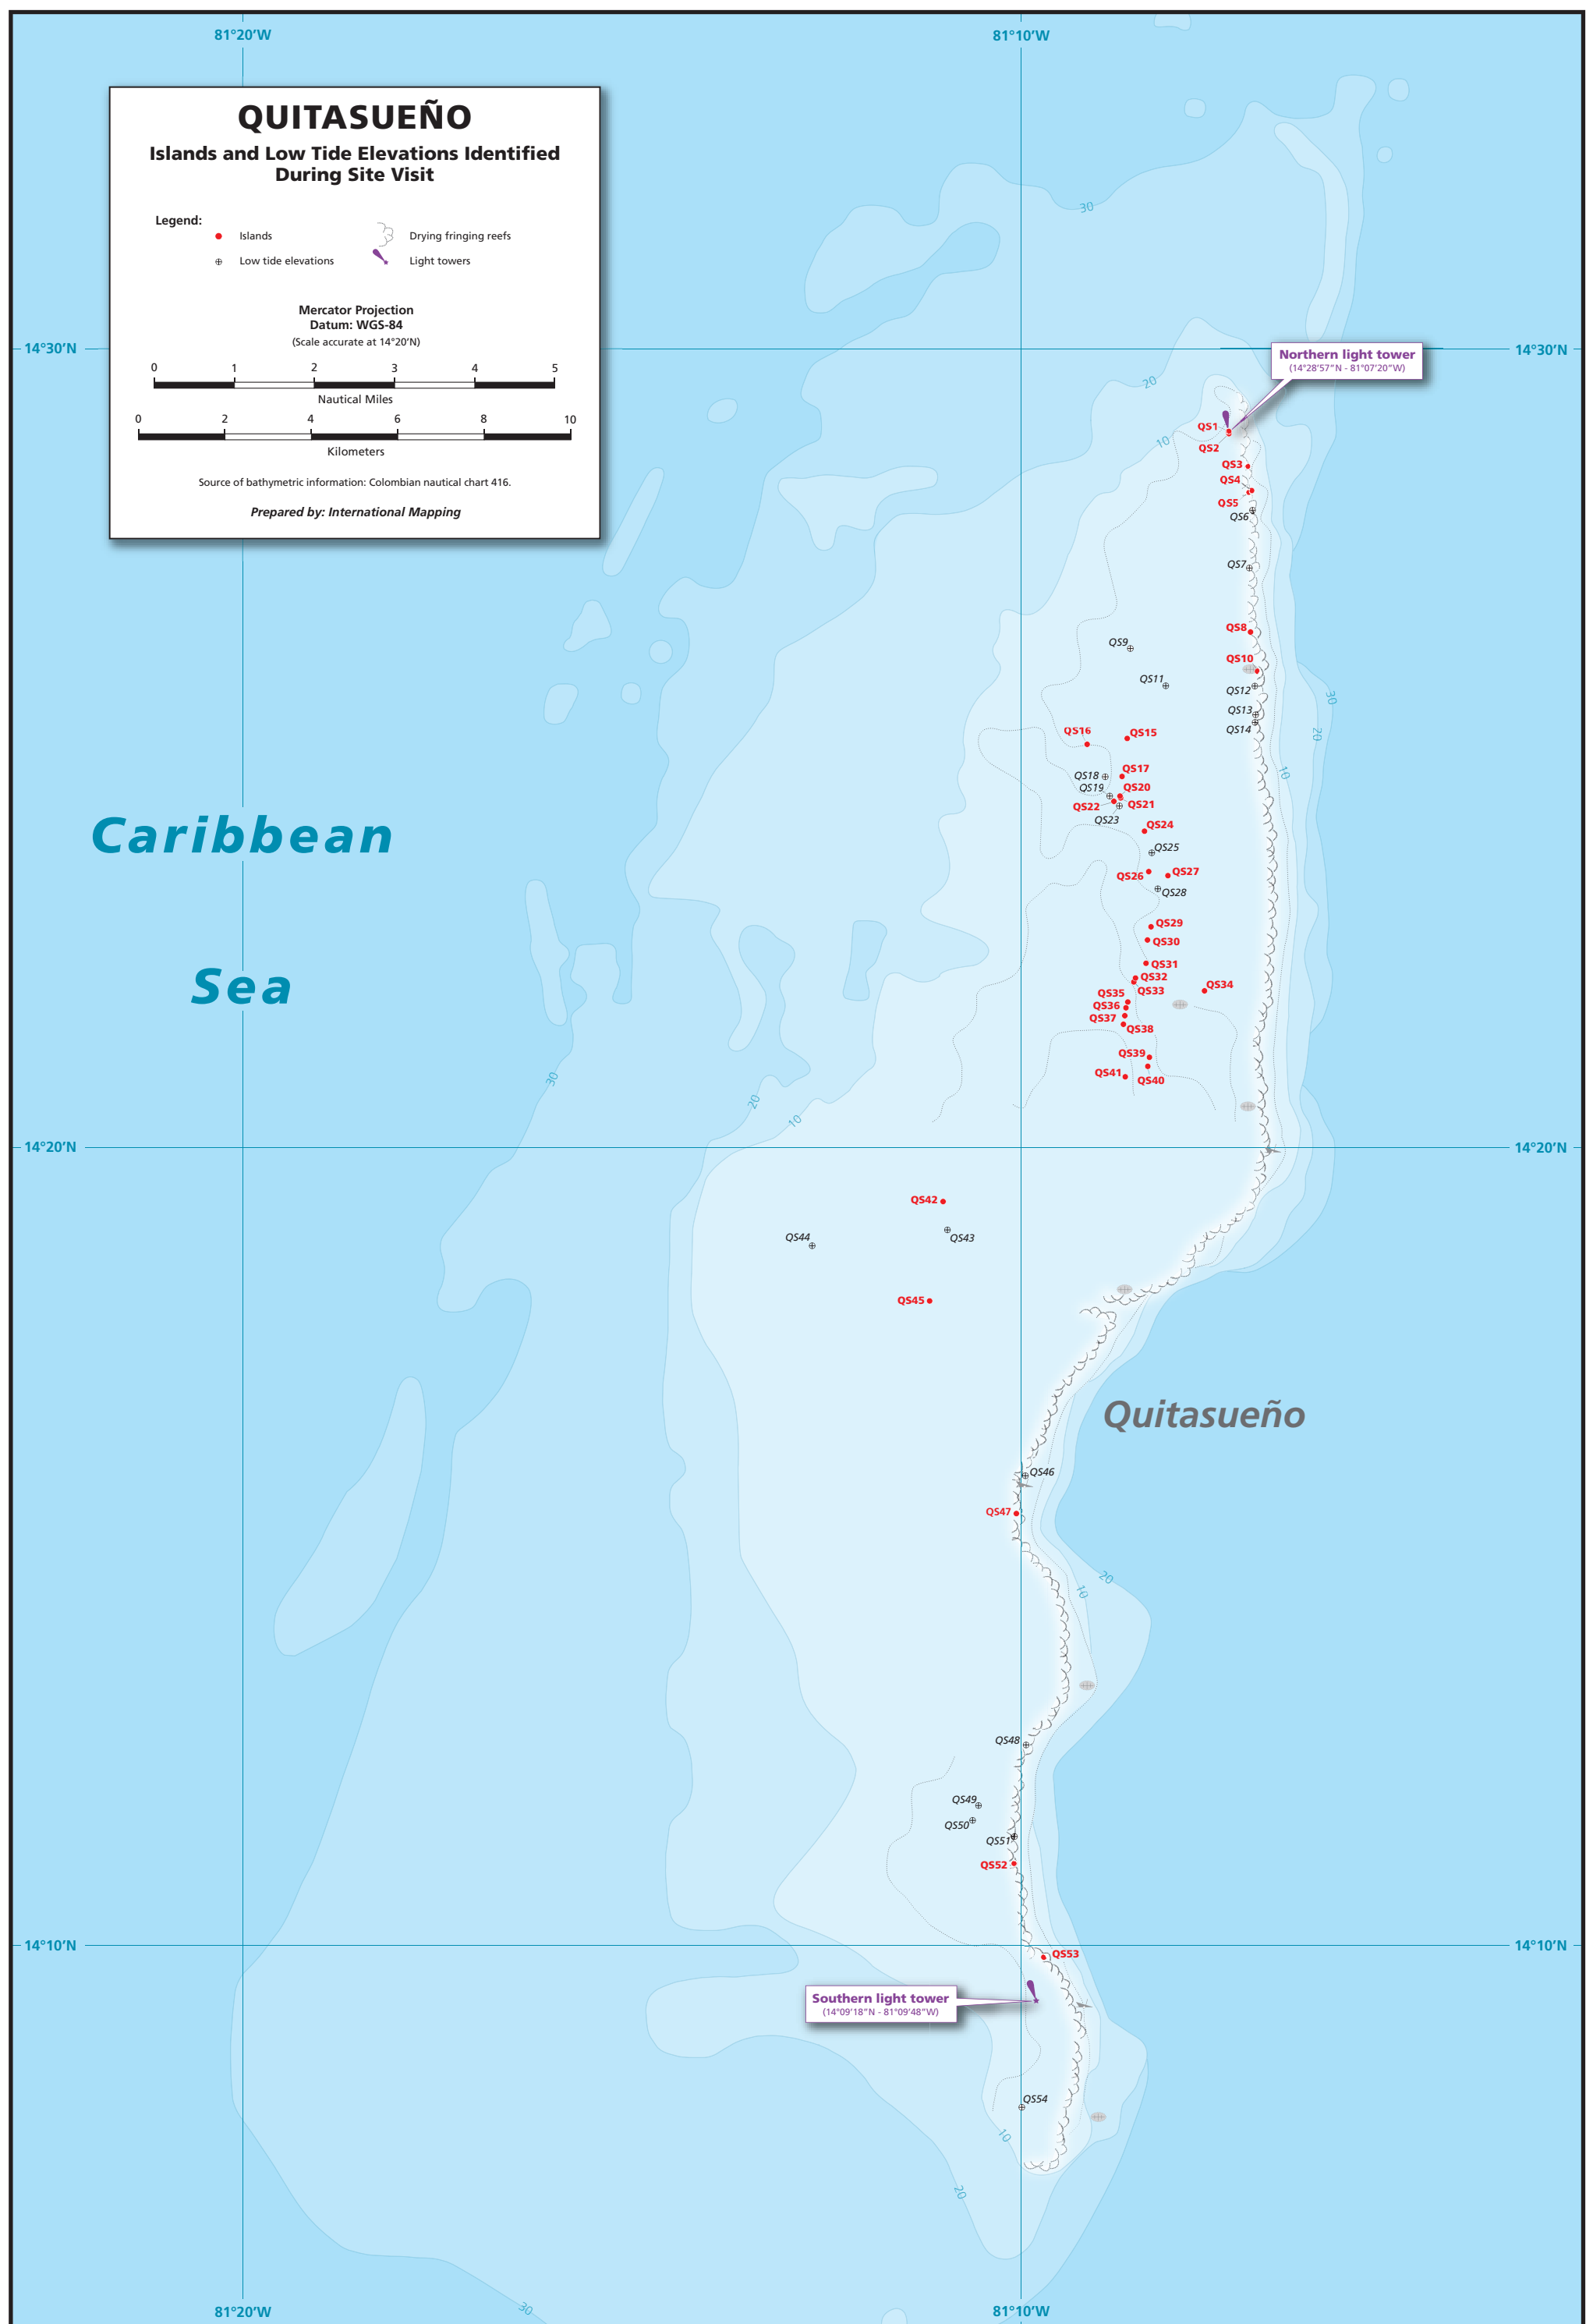 81°20’W
81°10’W
QUITASUEÑO
Islands and Low Tide Elevations Identified
During Site Visit
Legend:
Islands
Drying fringing reefs
Low tide elevations
Light towers
Mercator Projection
Datum: WGS-84
(Scale accurate at 14°20’N)
0 1 2 3 4 5
Nautical Miles
0 2 4 6 8 10
Kilometers
Source of bathymetric information: Colombian nautical chart 416.
Prepared by: International Mapping
30
14°30’N
14°30’N
Northern light tower
(14°28’57”N - 81°07’20”W)
20
10
QS1
QS2
QS3
QS4
QS5
QS6
QS7
QS8
QS9
QS10
QS11
QS12
30
QS13
QS14
20
QS16
QS15
10
QS17
QS18
QS19
QS20
QS22
QS21
QS23
QS24
Caribbean
QS25
QS26
QS27
QS28
QS29
QS30
Sea
QS31
QS32
QS33
QS34
QS35
QS36
QS37
QS38
QS39
QS41
QS40
30
20
10
14°20’N
14°20’N
QS42
QS43
QS44
QS45
Quitasueño
QS46
QS47
20
10
QS48
QS49
QS50
QS51
QS52
14°10’N
14°10’N
QS53
Southern light tower
(14°09’18”N - 81°09’48”W)
QS54
10
20
30
81°20’W
81°10’W